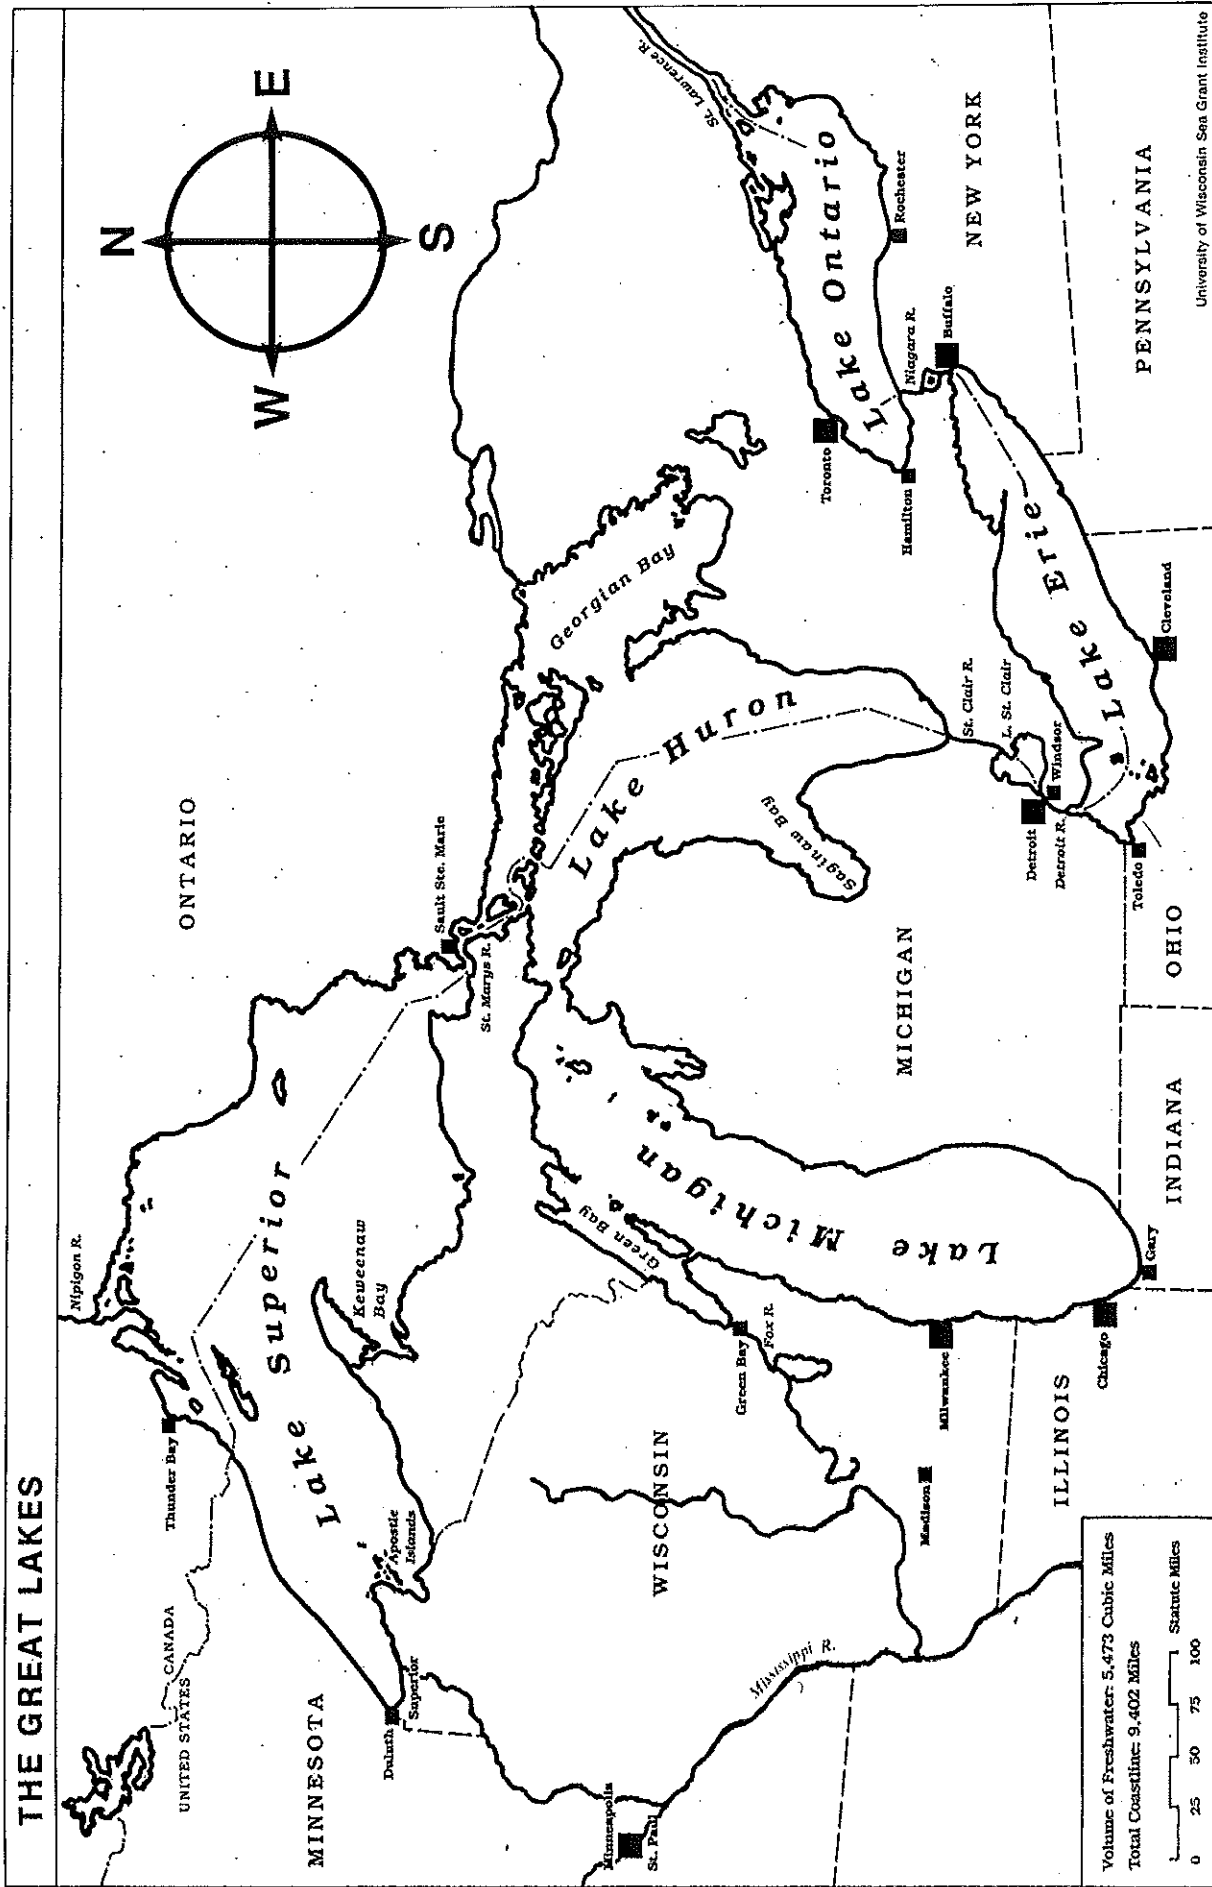 THE GREAT LAKES
N
W
E
S
Nipigon R.
ONTARIO
Thunder Bay
CANADA
UNITED STATES
Lake Superior
Sault Ste. Marie
St. Marys R.
Keweenaw
Bay
Apostle
Islands
MINNESOTA
Duluth
Superior
Georgian Bay
Lake Huron
Saginaw Bay
St. Lawrence R.
Lake Ontario
Toronto
Hamilton
Rochester
Niagara R.
Buffalo
NEW YORK
PENNSYLVANIA
Green Bay
Lake Michigan
Minneapolis
St. Paul
WISCONSIN
Green Bay
Fox R.
Mississippi R.
Madison
Milwaukee
MICHIGAN
St. Clair R.
L. St. Clair
Detroit
Windsor
Detroit R.
Lake Erie
Toledo
Cleveland
ILLINOIS
Chicago
Gary
INDIANA
OHIO
Volume of Freshwater: 5.473 Cubic Miles
Total Coastline: 9.402 Miles
Statute Miles
0 25 50 75 100
University of Wisconsin Sea Grant Institute